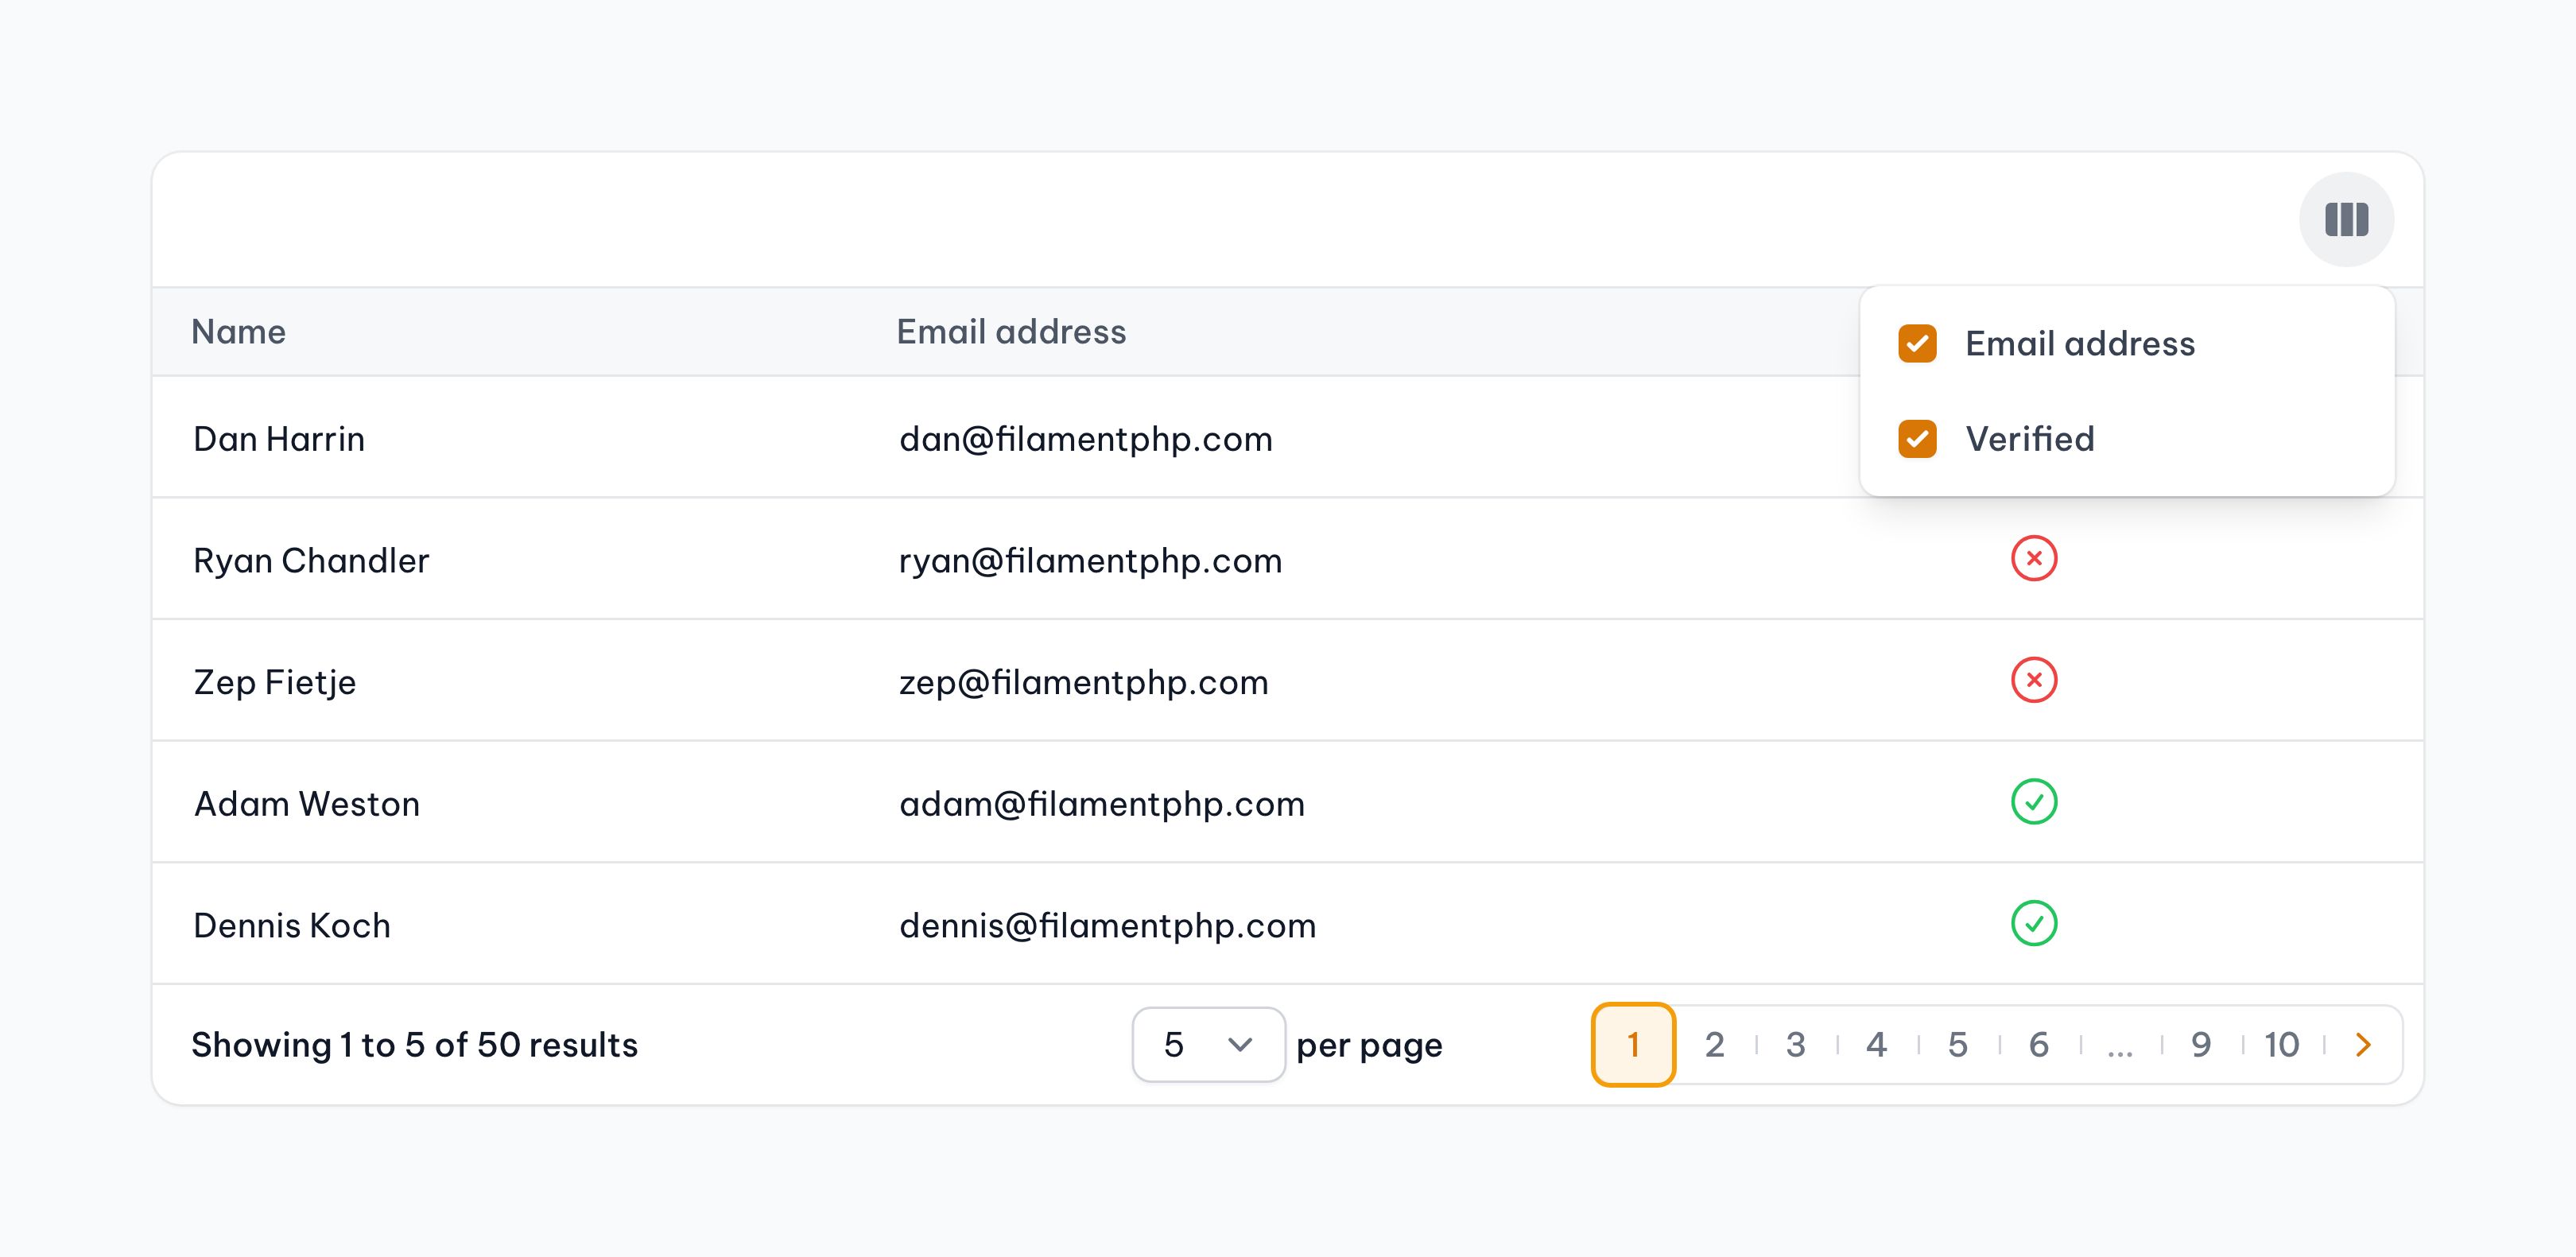 Name Email address
Email address
Dan Harrin dan@filamentphp.com
Verified
Ryan Chandler ryan@filamentphp.com
Zep Fietje zep@filamentphp.com
Adam Weston adam@filamentphp.com
Dennis Koch dennis@filamentphp.com
Showing 1 to 5 of 50 results 5 per page 1 2 3 4 5 6 ... 9 10